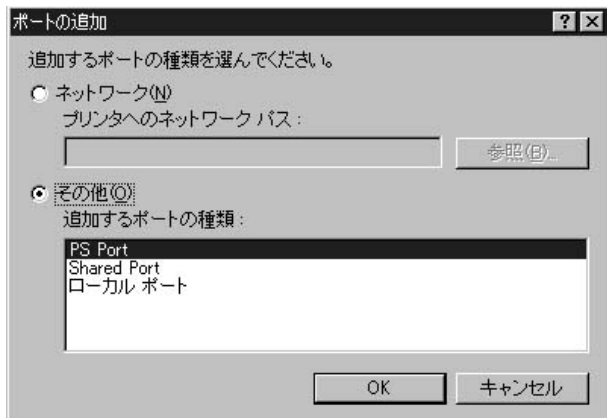 ポートの追加
追加するポートの種類を選んでください。
ネットワーク(N)
プリンタへのネットワーク パス:
参照(B)...
その他(O)
追加するポートの種類:
PS Port
Shared Port
ローカル ポート
OK
キャンセル